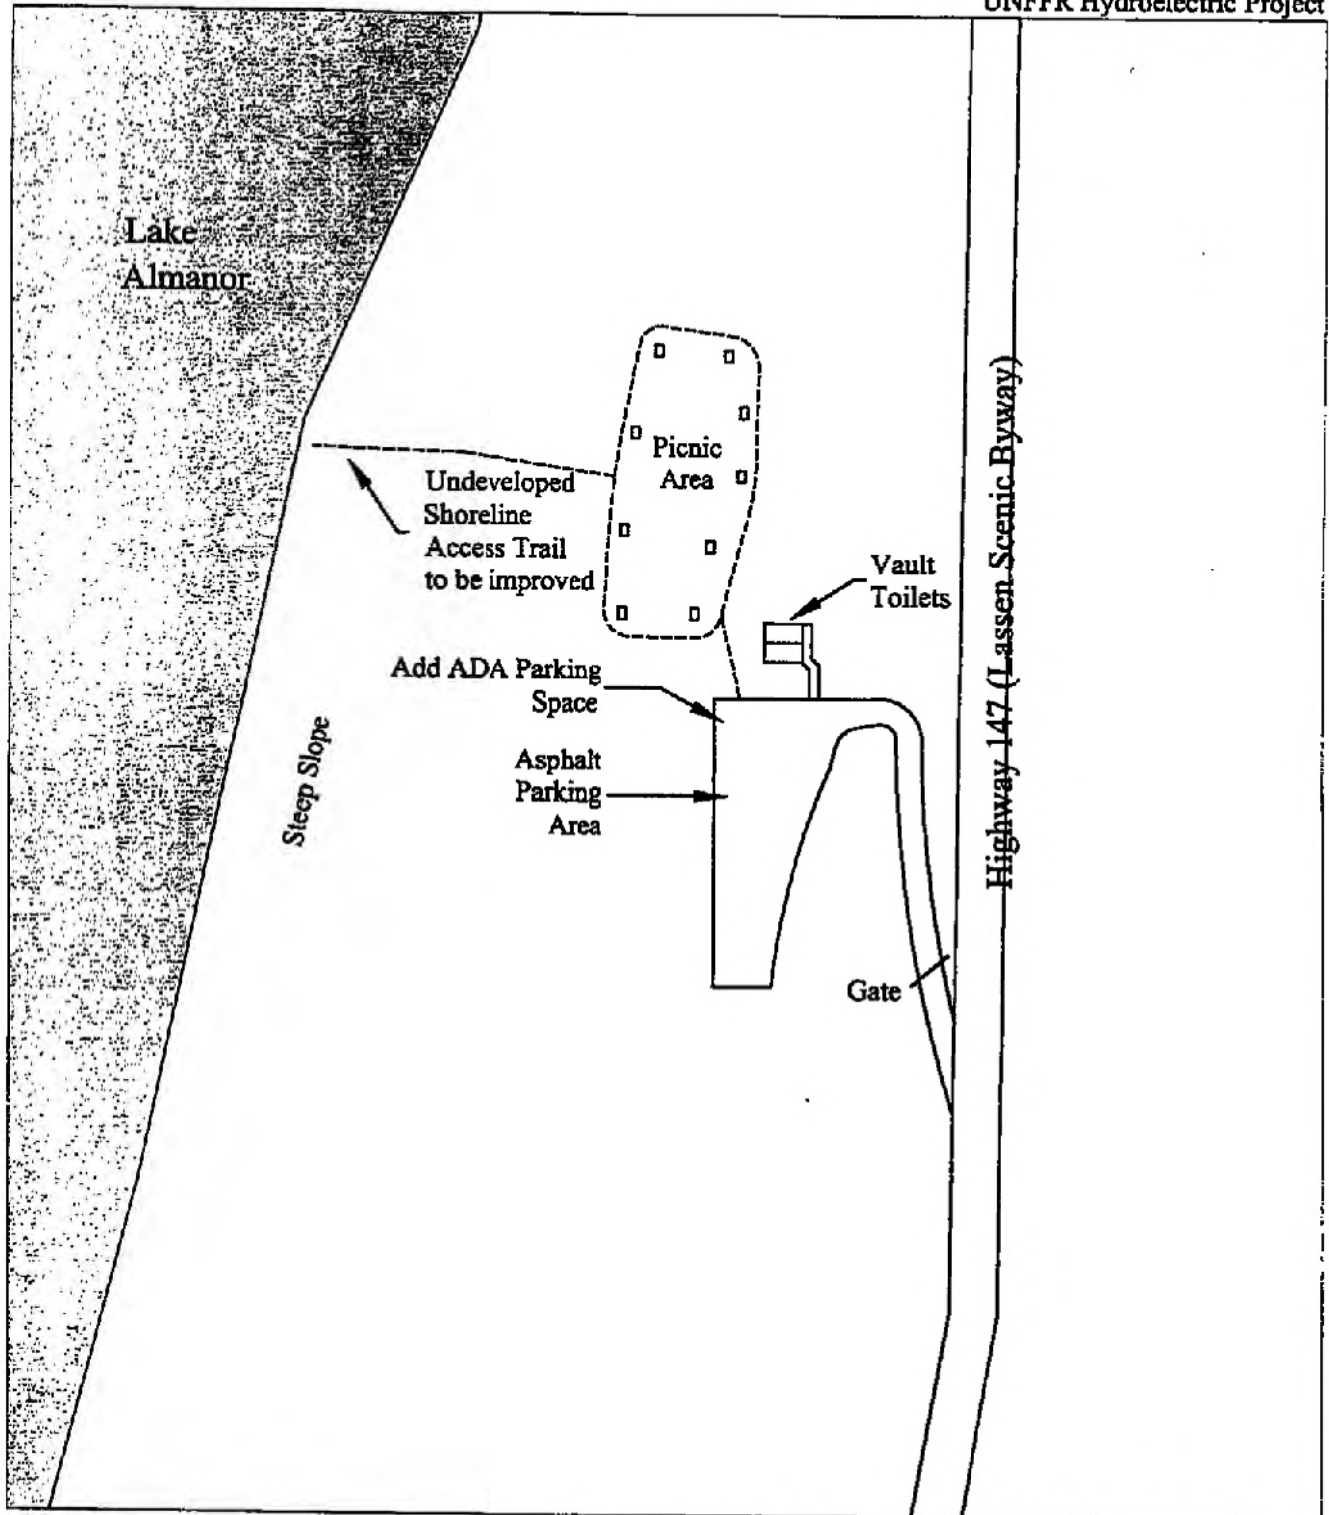 UNFFR Hydroelectric Project
Lake
Almanor
Picnic
Area
Undeveloped
Shoreline
Access Trail
to be improved
Vault
Toilets
Add ADA Parking
Space
Asphalt
Parking
Area
Steep Slope
Gate
Highway 147 (Lassen Scenic Byway)